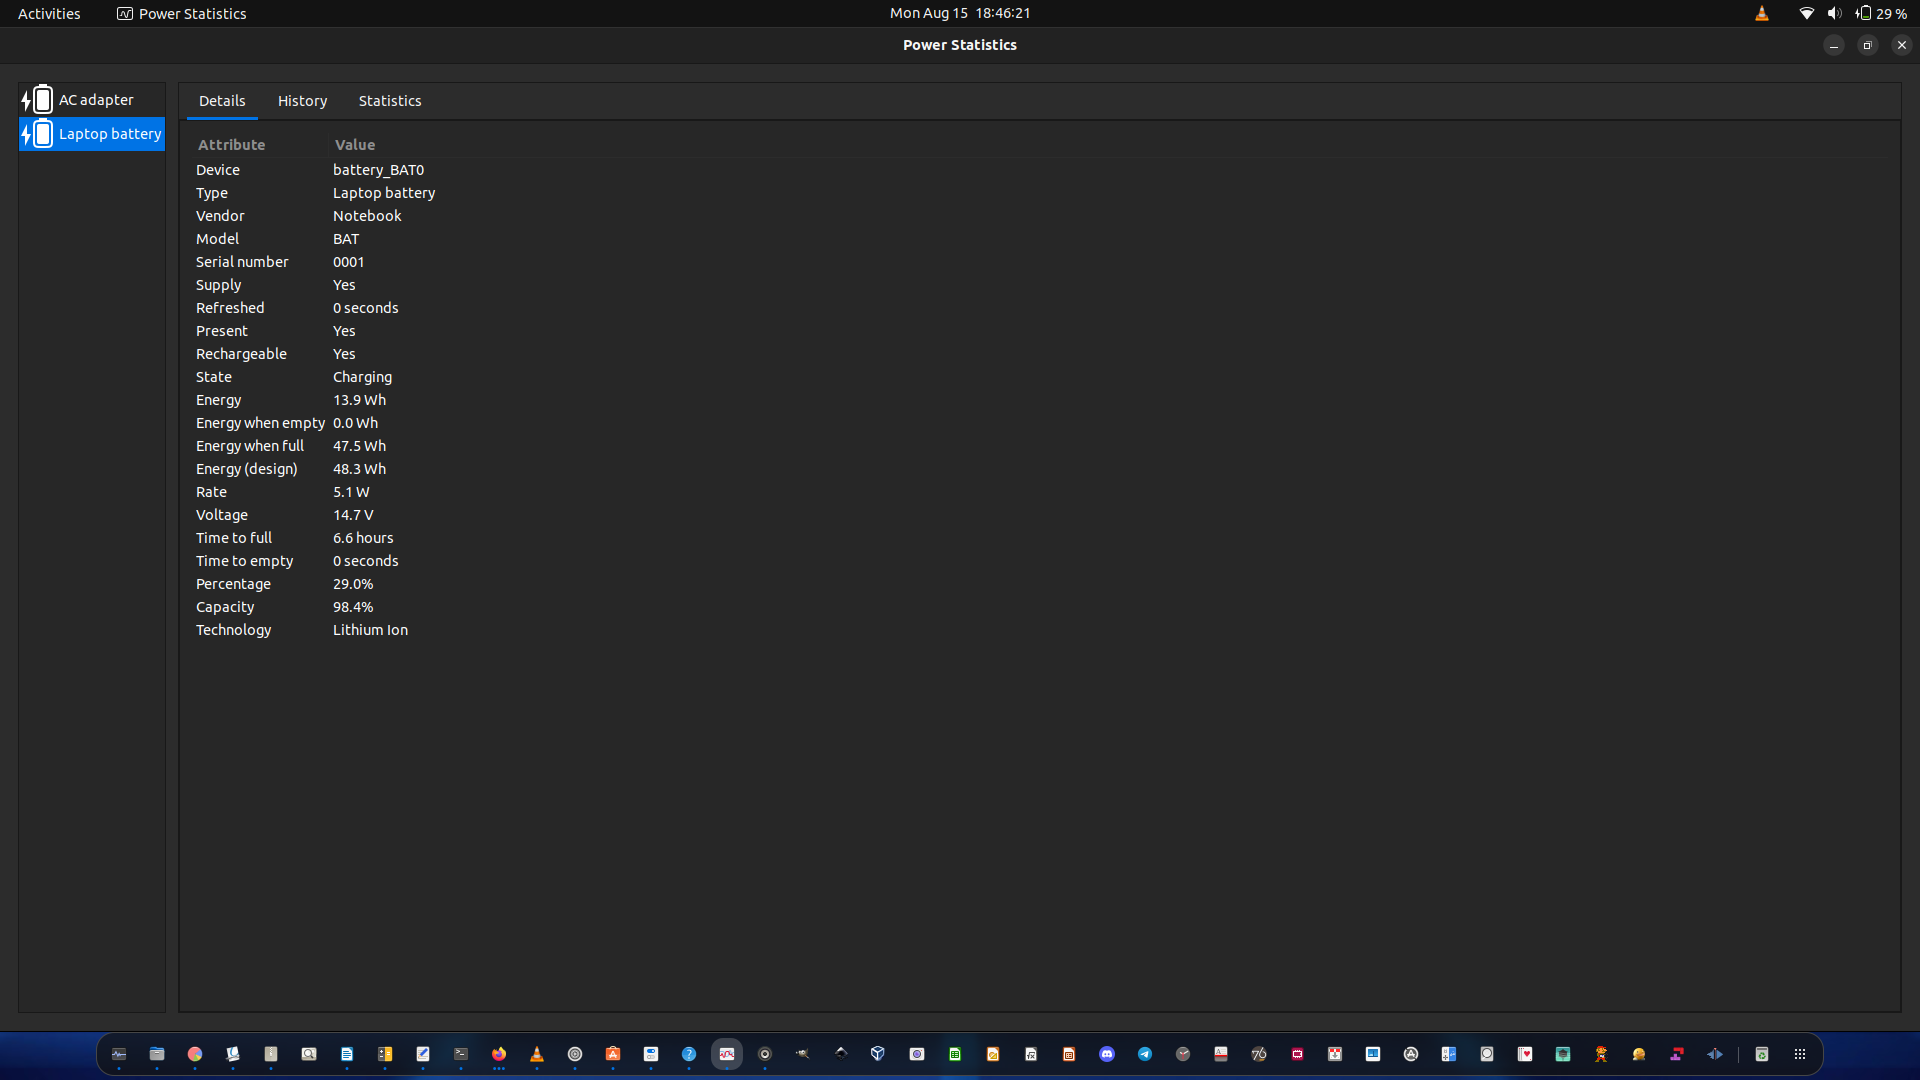 Activities Power Statistics Mon Aug 15 18:46:21 29 %
Power Statistics
AC adapter
Laptop battery
Details History Statistics
Attribute Value
Device battery_BAT0
Type Laptop battery
Vendor Notebook
Model BAT
Serial number 0001
Supply Yes
Refreshed 0 seconds
Present Yes
Rechargeable Yes
State Charging
Energy 13.9 Wh
Energy when empty 0.0 Wh
Energy when full 47.5 Wh
Energy (design) 48.3 Wh
Rate 5.1 W
Voltage 14.7 V
Time to full 6.6 hours
Time to empty 0 seconds
Percentage 29.0%
Capacity 98.4%
Technology Lithium Ion